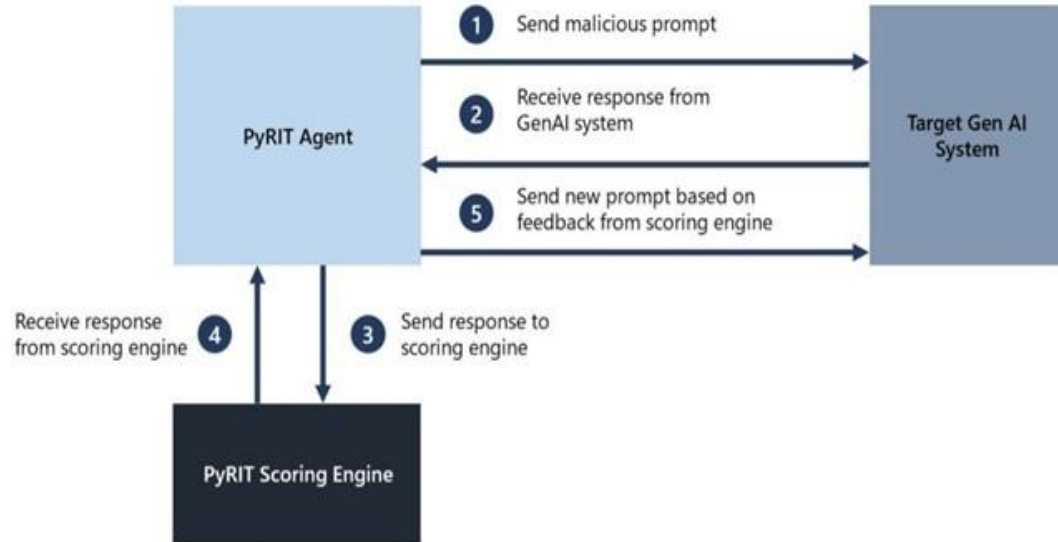 1 Send malicious prompt
2 Receive response from
GenAI system
PyRIT Agent
Target Gen AI
System
5 Send new prompt based on
feedback from scoring engine
Receive response
from scoring engine 4
3 Send response to
scoring engine
PyRIT Scoring Engine